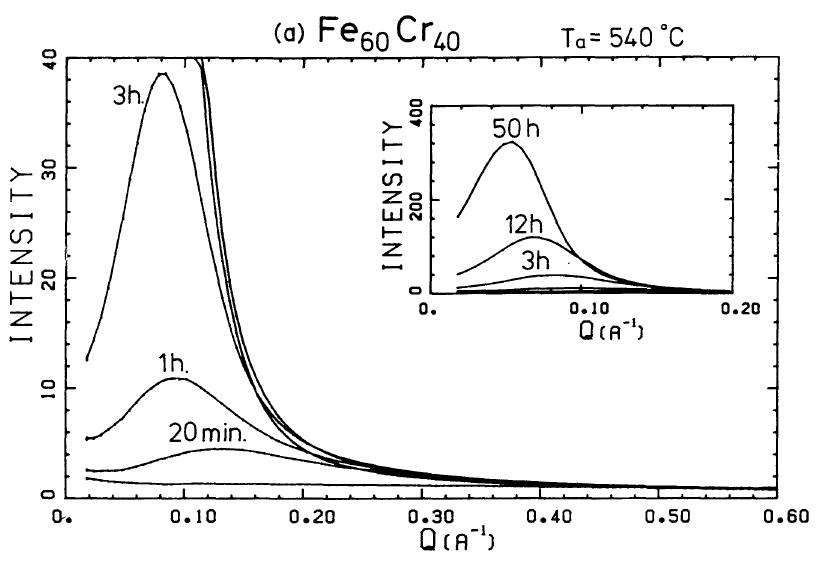 (a) Fe60Cr40 Ta = 540 °C
40
3h.
30
20
1h.
10
20min.
0
0. 0.10 0.20 0.30 0.40 0.50 0.60
Q (A⁻¹)
INTENSITY
400
50h
200
12h
3h
0
0. 0.10 0.20
Q (A⁻¹)
INTENSITY